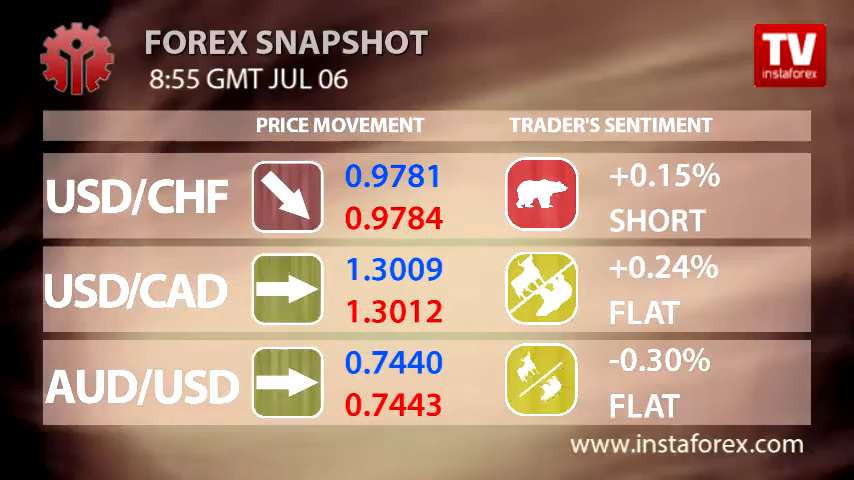 FOREX SNAPSHOT
8:55 GMT JUL 06
TV
instaforex
PRICE MOVEMENT TRADER'S SENTIMENT
USD/CHF
0.9781
0.9784
+0.15%
SHORT
USD/CAD
1.3009
1.3012
+0.24%
FLAT
AUD/USD
0.7440
0.7443
-0.30%
FLAT
www.instaforex.com